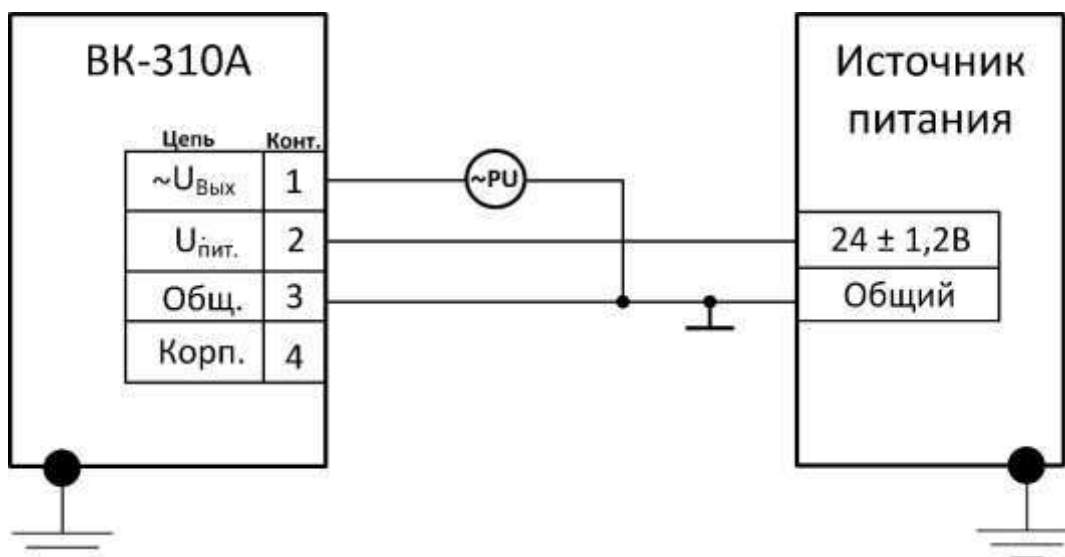 ВК-310А
Цепь Конт.
~UВых 1
Uпит. 2
Общ. 3
Корп. 4
~PU
Источник
питания
24 ± 1,2В
Общий